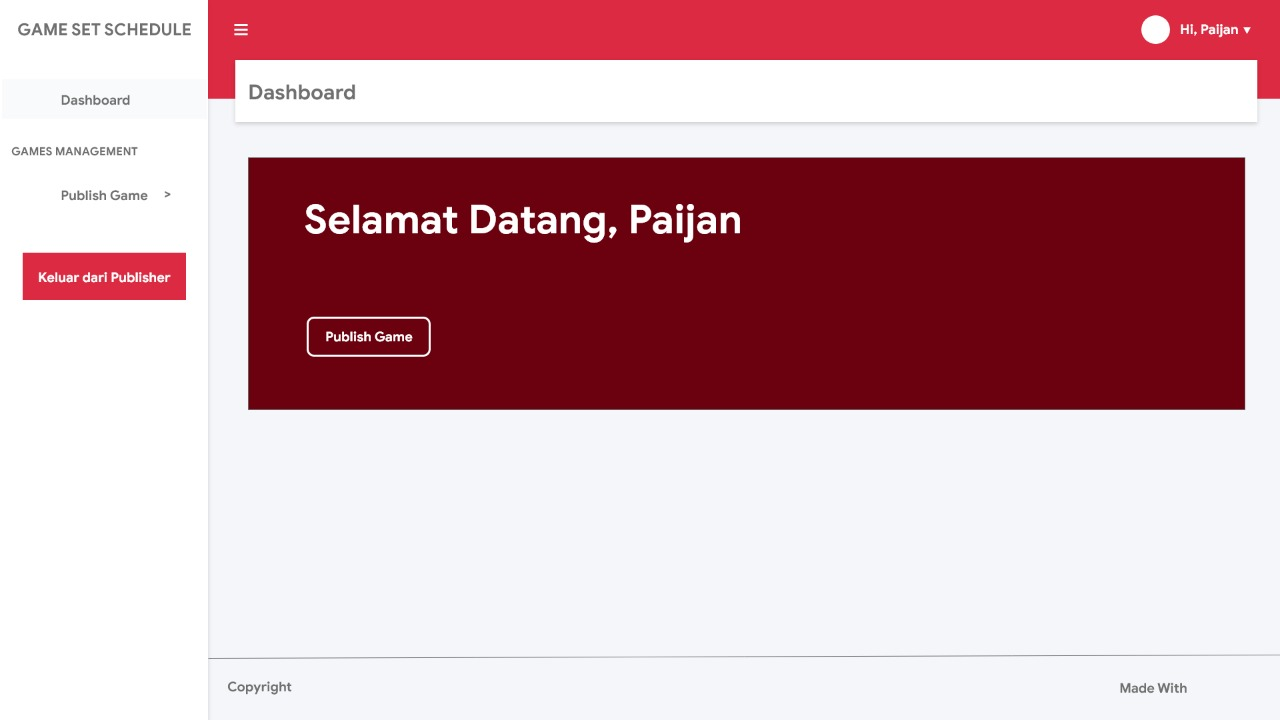 GAME SET SCHEDULE
Hi, Paijan ▼
Dashboard
Dashboard
GAMES MANAGEMENT
Publish Game >
Keluar dari Publisher
Selamat Datang, Paijan
Publish Game
Copyright
Made With